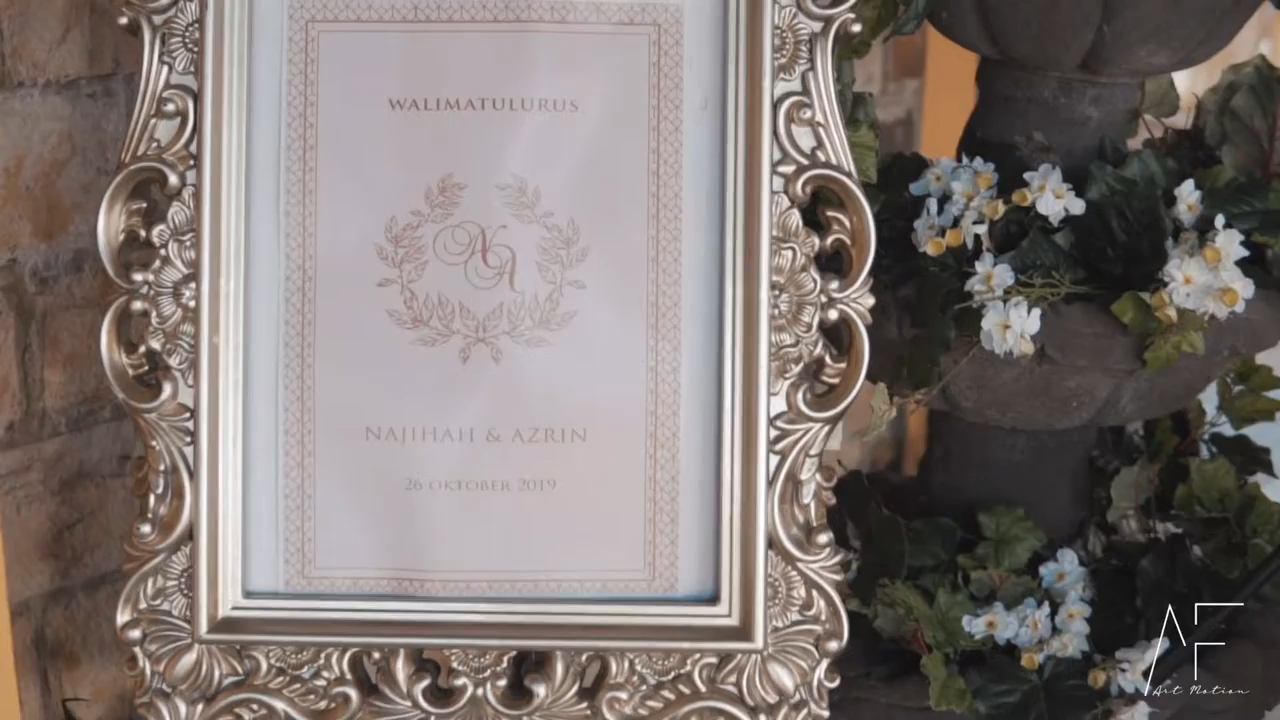 WALIMATULURUS
NA
NAJIHAH & AZRIN
26 OKTOBER 2019
AF
Art Motion